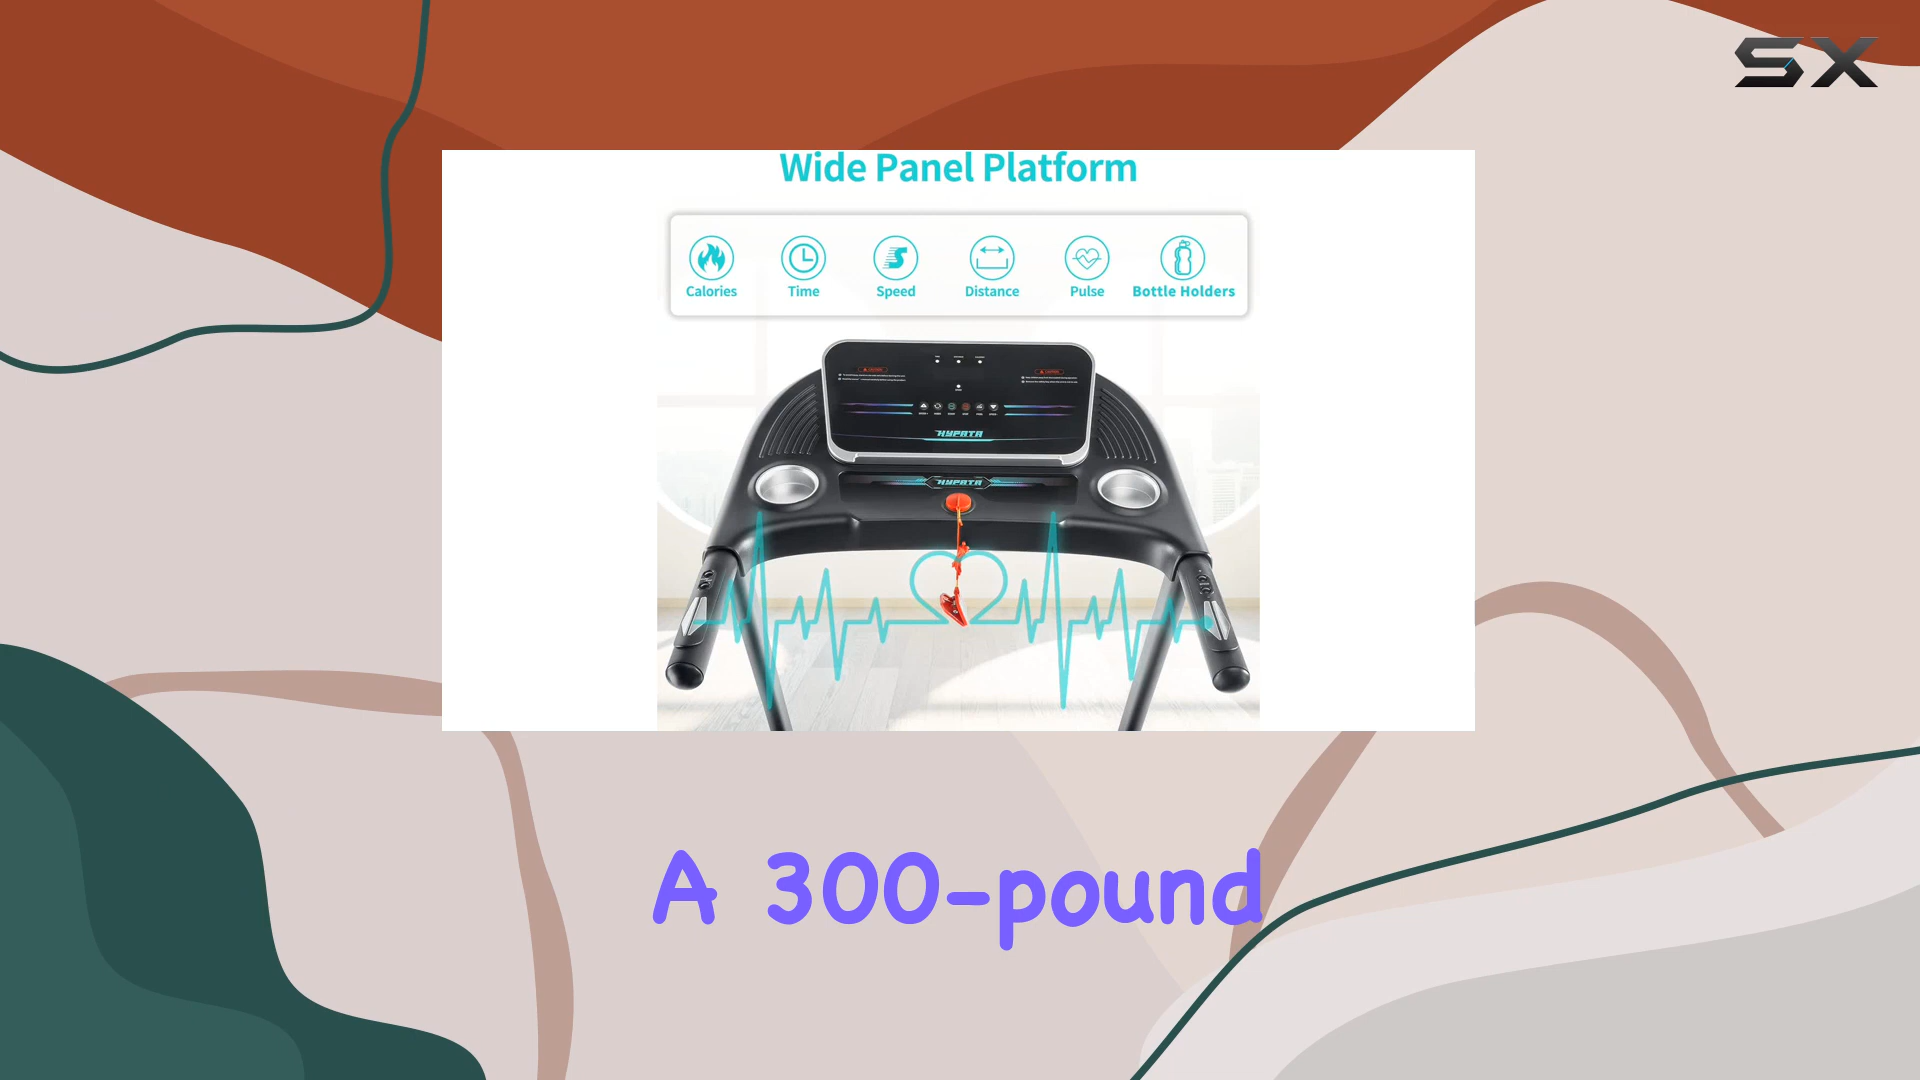 SX
Wide Panel Platform
Calories Time Speed Distance Pulse Bottle Holders
HYPATA
HYPATA
A 300-pound